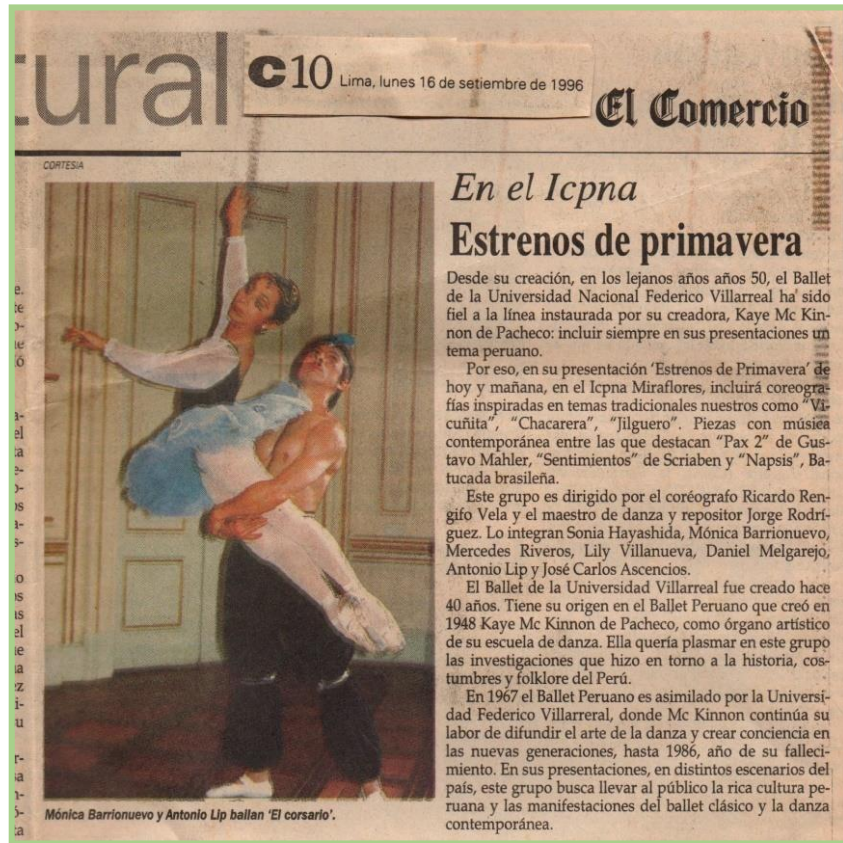 tural
C10 Lima, lunes 16 de setiembre de 1996
El Comercio
CORTESIA
En el Icpna
Estrenos de primavera
Desde su creación, en los lejanos años años 50, el Ballet
de la Universidad Nacional Federico Villarreal ha sido
fiel a la línea instaurada por su creadora, Kaye Mc Kin-
non de Pacheco: incluir siempre en sus presentaciones un
tema peruano.
Por eso, en su presentación ‘Estrenos de Primavera’ de
hoy y mañana, en el Icpna Miraflores, incluirá coreogra-
fías inspiradas en temas tradicionales nuestros como “Vi-
cuñita”, “Chacarera”, “Jilguero”. Piezas con música
contemporánea entre las que destacan “Pax 2” de Gus-
tavo Mahler, “Sentimientos” de Scriaben y “Napsis”, Ba-
tucada brasileña.
Este grupo es dirigido por el coréografo Ricardo Ren-
gifo Vela y el maestro de danza y repositor Jorge Rodrí-
guez. Lo integran Sonia Hayashida, Mónica Barrionuevo,
Mercedes Riveros, Lily Villanueva, Daniel Melgarejo,
Antonio Lip y José Carlos Ascencios.
El Ballet de la Universidad Villarreal fue creado hace
40 años. Tiene su origen en el Ballet Peruano que creó en
1948 Kaye Mc Kinnon de Pacheco, como órgano artístico
de su escuela de danza. Ella quería plasmar en este grupo
las investigaciones que hizo en torno a la historia, cos-
tumbres y folklore del Perú.
En 1967 el Ballet Peruano es asimilado por la Universi-
dad Federico Villarreral, donde Mc Kinnon continúa su
labor de difundir el arte de la danza y crear conciencia en
las nuevas generaciones, hasta 1986, año de su falleci-
miento. En sus presentaciones, en distintos escenarios del
país, este grupo busca llevar al público la rica cultura pe-
ruana y las manifestaciones del ballet clásico y la danza
contemporánea.
Mónica Barrionuevo y Antonio Lip bailan ‘El corsario’.